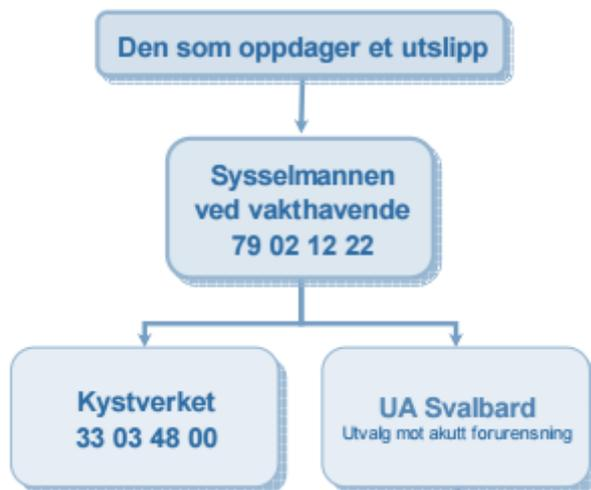 Den som oppdager et utslipp
Sysselmannen
ved vakthavende
79 02 12 22
Kystverket
33 03 48 00
UA Svalbard
Utvalg mot akutt forurensning